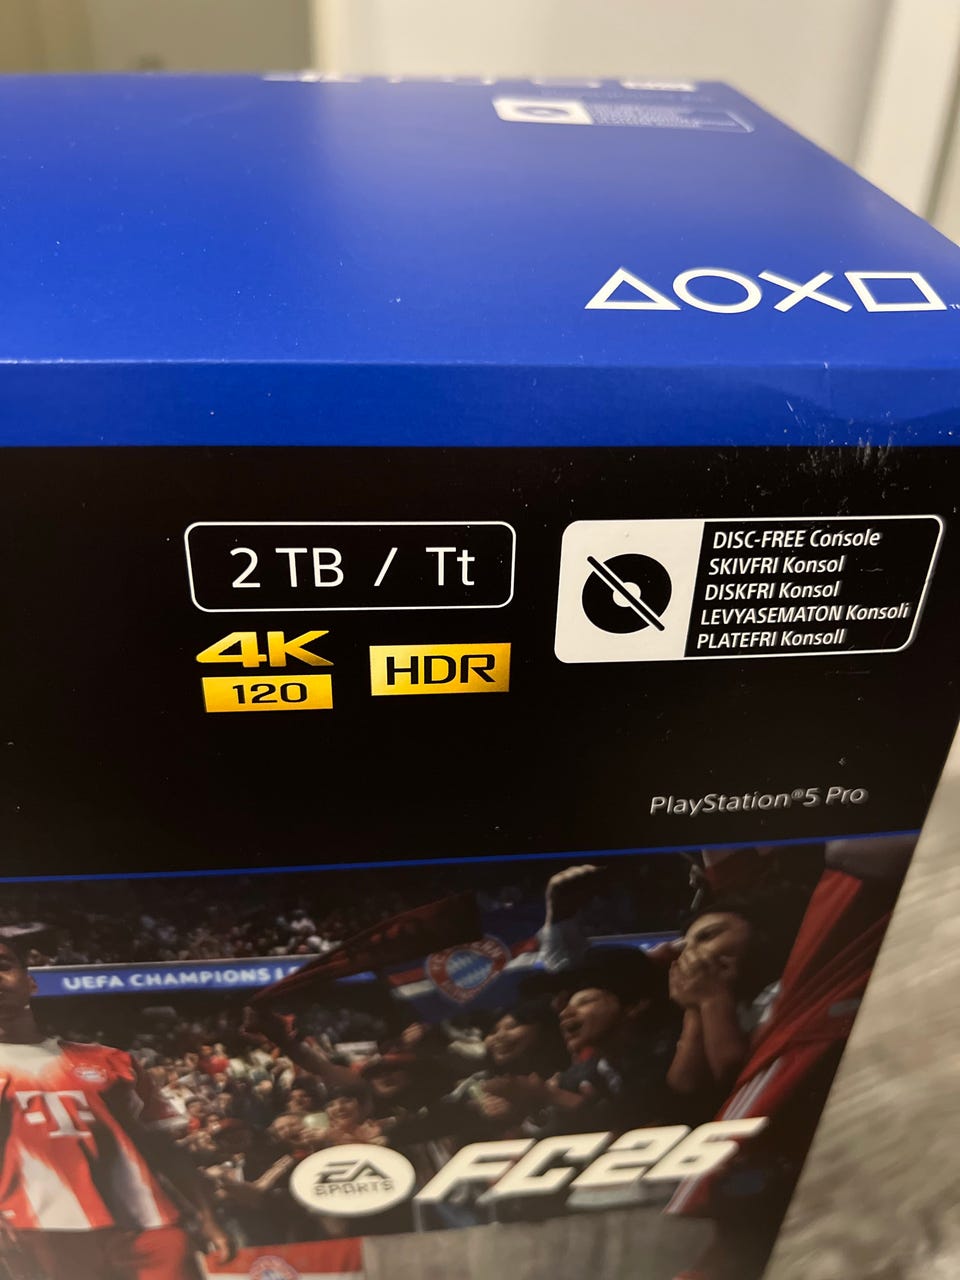 2 TB / Tt
4K
120
HDR
DISC-FREE Console
SKIVFRI Konsol
DISKFRI Konsol
LEVYASEMATON Konsoli
PLATEFRI Konsoll
PlayStation®5 Pro
UEFA CHAMPIONS
T
EA
SPORTS
FC26